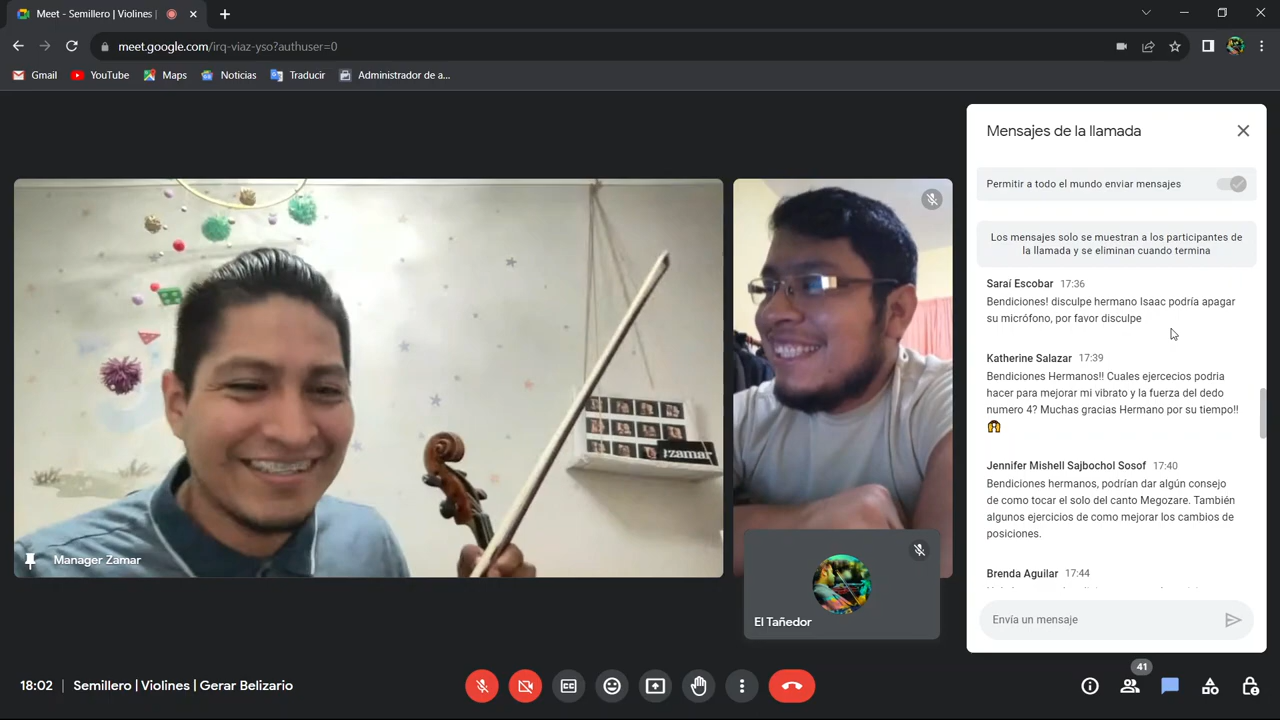 Meet - Semillero | Violines |
meet.google.com/irq-viaz-yso?authuser=0
Gmail
YouTube
Maps
Noticias
Traducir
Administrador de a...
Mensajes de la llamada
Permitir a todo el mundo enviar mensajes
Los mensajes solo se muestran a los participantes de
la llamada y se eliminan cuando termina
Saraí Escobar 17:36
Bendiciones! disculpe hermano Isaac podría apagar
su micrófono, por favor disculpe
Katherine Salazar 17:39
Bendiciones Hermanos!! Cuales ejercecios podría
hacer para mejorar mi vibrato y la fuerza del dedo
numero 4? Muchas gracias Hermano por su tiempo!!
Jennifer Mishell Sajbochol Sosof 17:40
Bendiciones hermanos, podrían dar algún consejo
de como tocar el solo del canto Megozare. También
algunos ejercicios de como mejorar los cambios de
posiciones.
Brenda Aguilar 17:44
Envía un mensaje
zamar
Manager Zamar
El Tañedor
18:02 | Semillero | Violines | Gerar Belizario
41